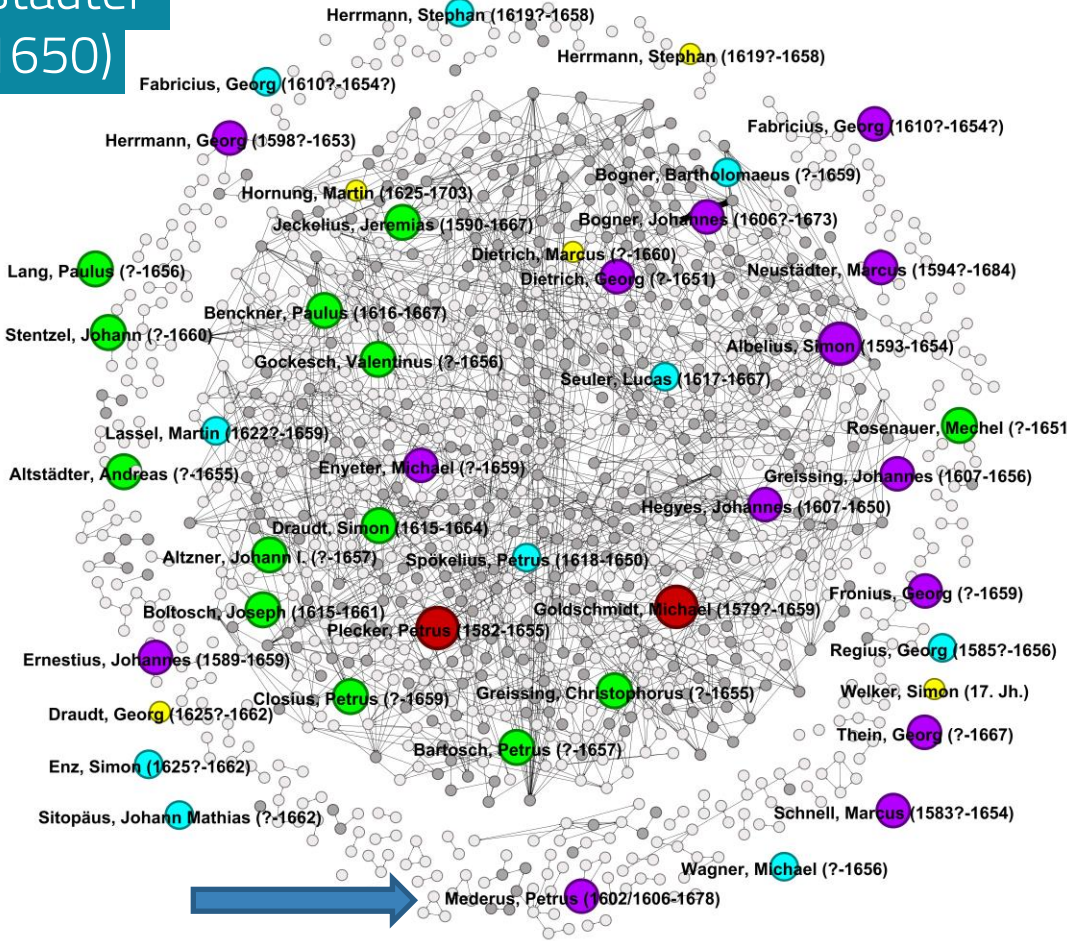 1650)
Herrmann, Stephan (1619?-1658)
Herrmann, Stephan (1619?-1658)
Fabricius, Georg (1610?-1654?)
Fabricius, Georg (1610?-1654?)
Herrmann, Georg (1598?-1653)
Bogner, Bartholomaeus (?-1659)
Hornung, Martin (1625-1703)
Bogner, Johannes (1606?-1673)
Jeckelius, Jeremias (1590-1667)
Dietrich, Marcus (?-1660)
Lang, Paulus (?-1656)
Neustädter, Marcus (1594?-1684)
Dietrich, Georg (?-1651)
Benckner, Paulus (1616-1667)
Stentzel, Johann (?-1660)
Albelius, Simon (1593-1654)
Gockesch, Valentinus (?-1656)
Seuler, Lucas (1617-1667)
Rosenauer, Mechel (?-1651
Lassel, Martin (1622?-1659)
Enyeter, Michael (?-1659)
Altstädter, Andreas (?-1655)
Greissing, Johannes (1607-1656)
Hegyes, Johannes (1607-1650)
Draudt, Simon (1615-1664)
Altzner, Johann I. (?-1657)
Spökelius, Petrus (1618-1650)
Fronius, Georg (?-1659)
Boltosch, Joseph (1615-1661)
Goldschmidt, Michael (1579?-1659)
Plecker, Petrus (1582-1655)
Regius, Georg (1585?-1656)
Ernestius, Johannes (1589-1659)
Welker, Simon (17. Jh.)
Closius, Petrus (?-1659)
Greissing, Christophorus (?-1655)
Draudt, Georg (1625?-1662)
Thein, Georg (?-1667)
Bartosch, Petrus (?-1657)
Enz, Simon (1625?-1662)
Schnell, Marcus (1583?-1654)
Sitopäus, Johann Mathias (?-1662)
Wagner, Michael (?-1656)
Mederus, Petrus (1602/1606-1678)